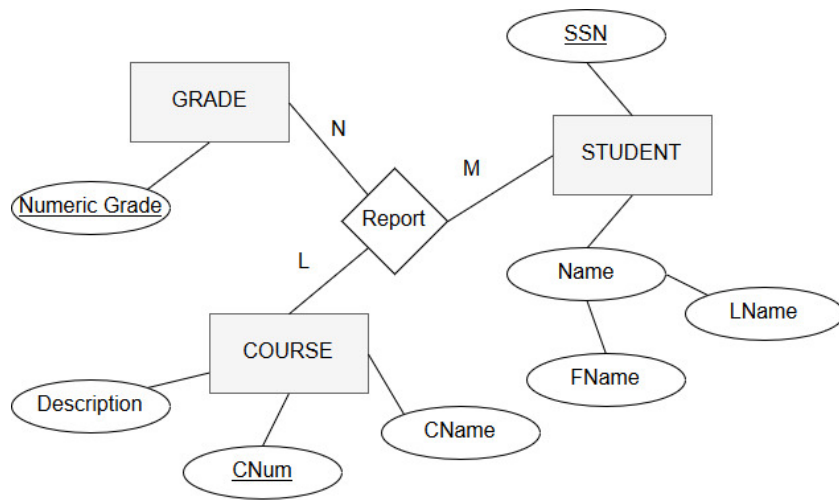 SSN
GRADE
N
STUDENT
M
Numeric Grade
Report
L
Name
LName
COURSE
FName
Description
CName
CNum